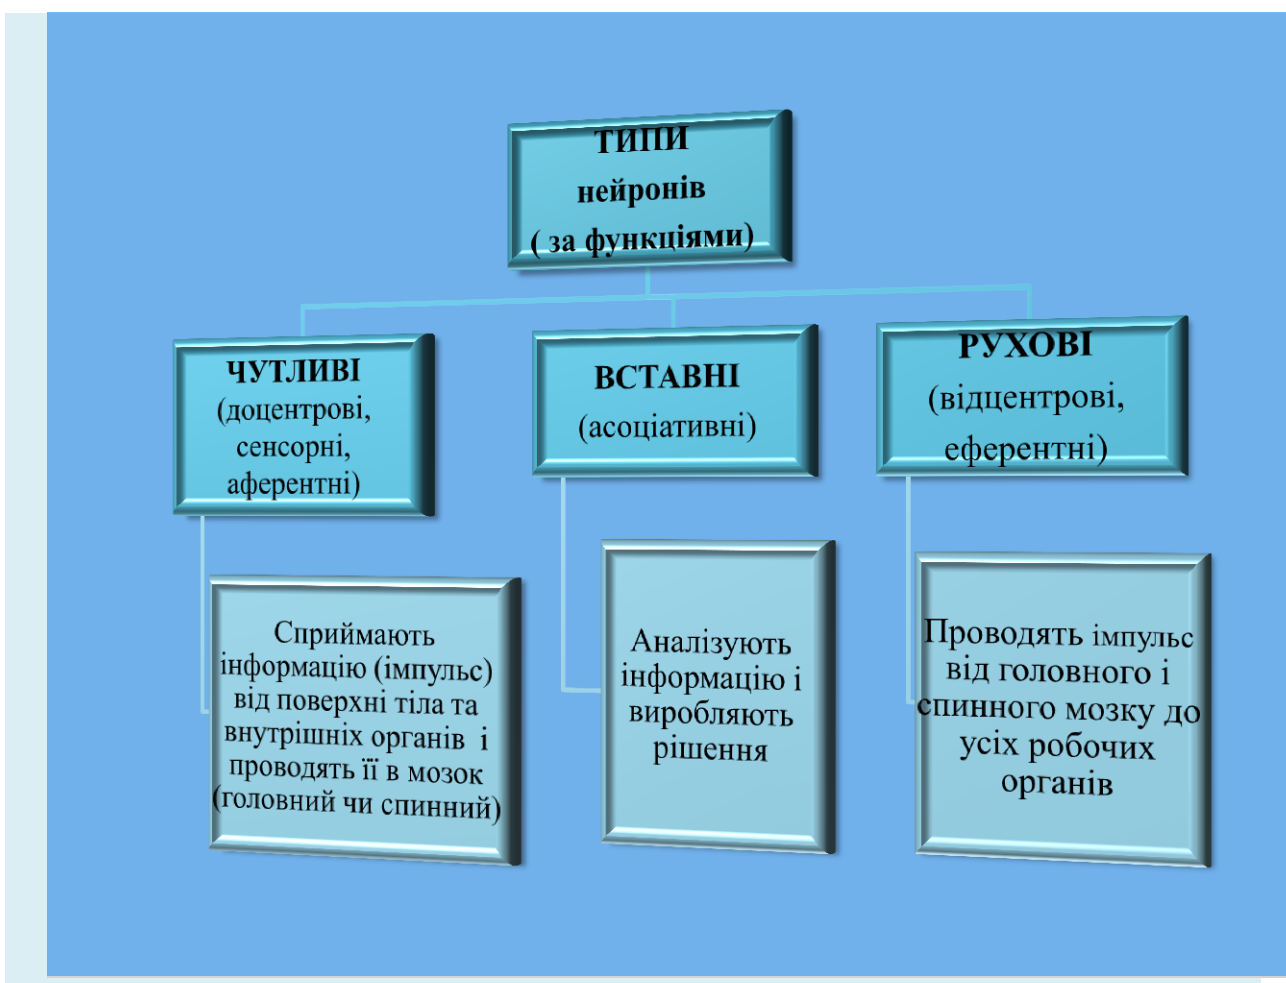 ТИПИ
нейронів
( за функціями)
ЧУТЛИВІ
(доцентрові,
сенсорні,
аферентні)
ВСТАВНІ
(асоціативні)
РУХОВІ
(відцентрові,
еферентні)
Сприймають
інформацію (імпульс)
від поверхні тіла та
внутрішніх органів і
проводять її в мозок
(головний чи спинний)
Аналізують
інформацію і
виробляють
рішення
Проводять імпульс
від головного і
спинного мозку до
усіх робочих
органів